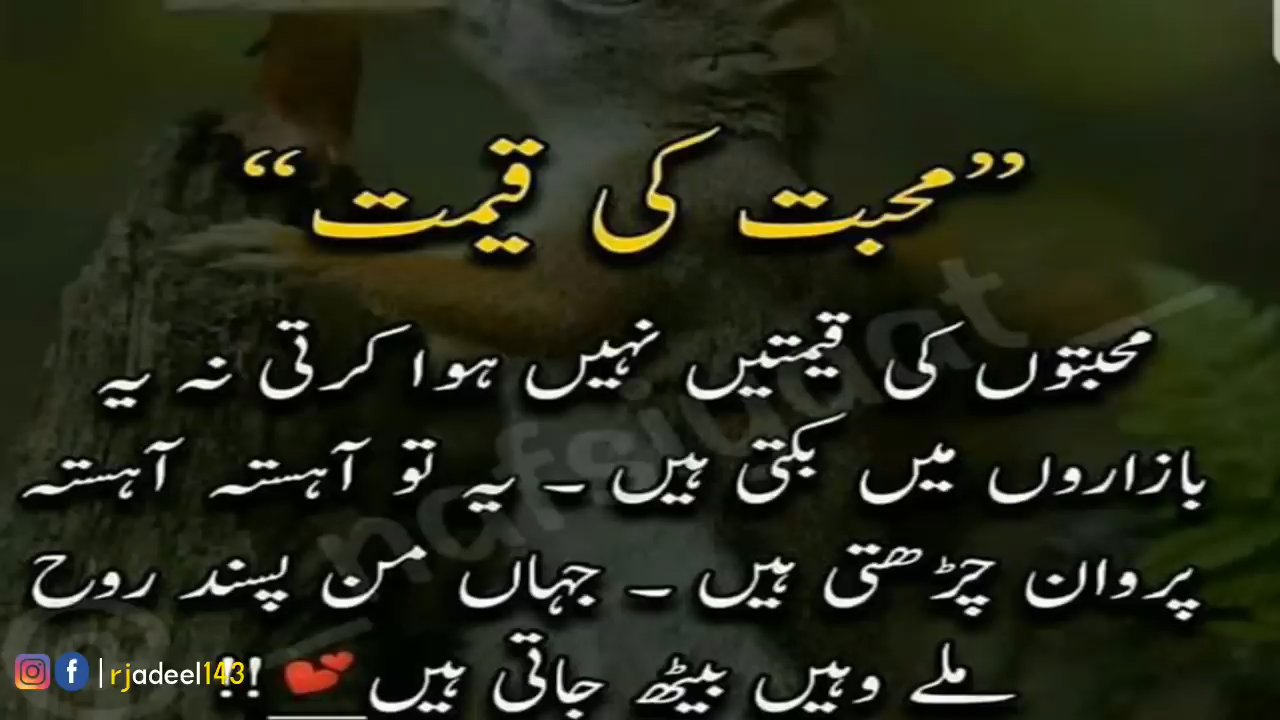 ”محبت کی قیمت“
محبتوں کی قیمتیں نہیں ہوا کرتی نہ یہ
بازاروں میں بکتی ہیں ۔ یہ تو آہستہ آہستہ
پروان چڑھتی ہیں ۔ جہاں من پسند روح
ملے وہیں بیٹھ جاتی ہیں 💕 !!
rjadeel143
nafsiyaat_